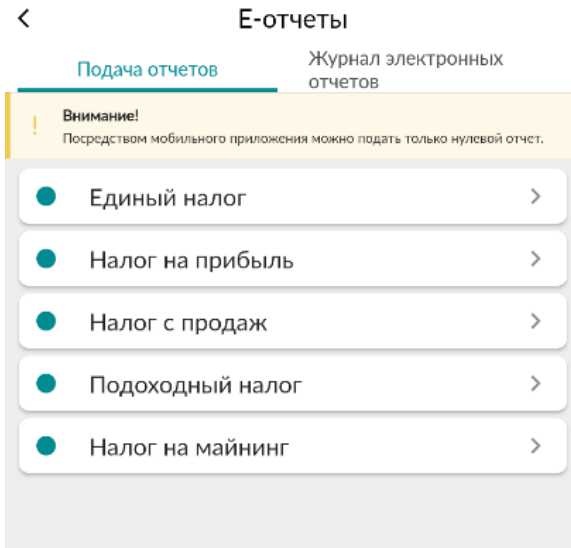 Е-отчеты
Подача отчетов
Журнал электронных
отчетов
Внимание!
Посредством мобильного приложения можно подать только нулевой отчет.
Единый налог
Налог на прибыль
Налог с продаж
Подоходный налог
Налог на майнинг